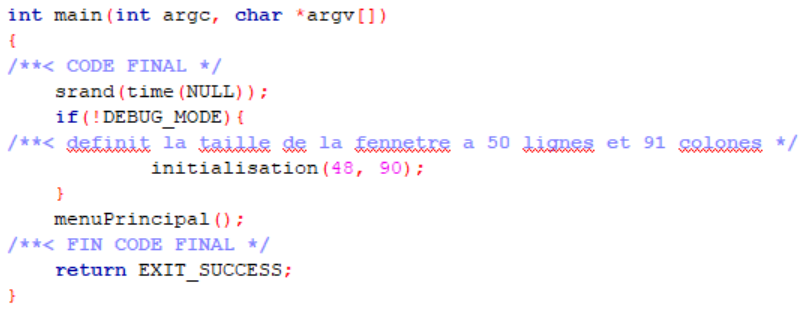 int main(int argc, char *argv[])
{
/**< CODE FINAL */
    srand(time(NULL));
    if(!DEBUG_MODE){
/**< definit la taille de la fennetre a 50 lignes et 91 colones */
            initialisation(48, 90);
    }
    menuPrincipal();
/**< FIN CODE FINAL */
    return EXIT_SUCCESS;
}